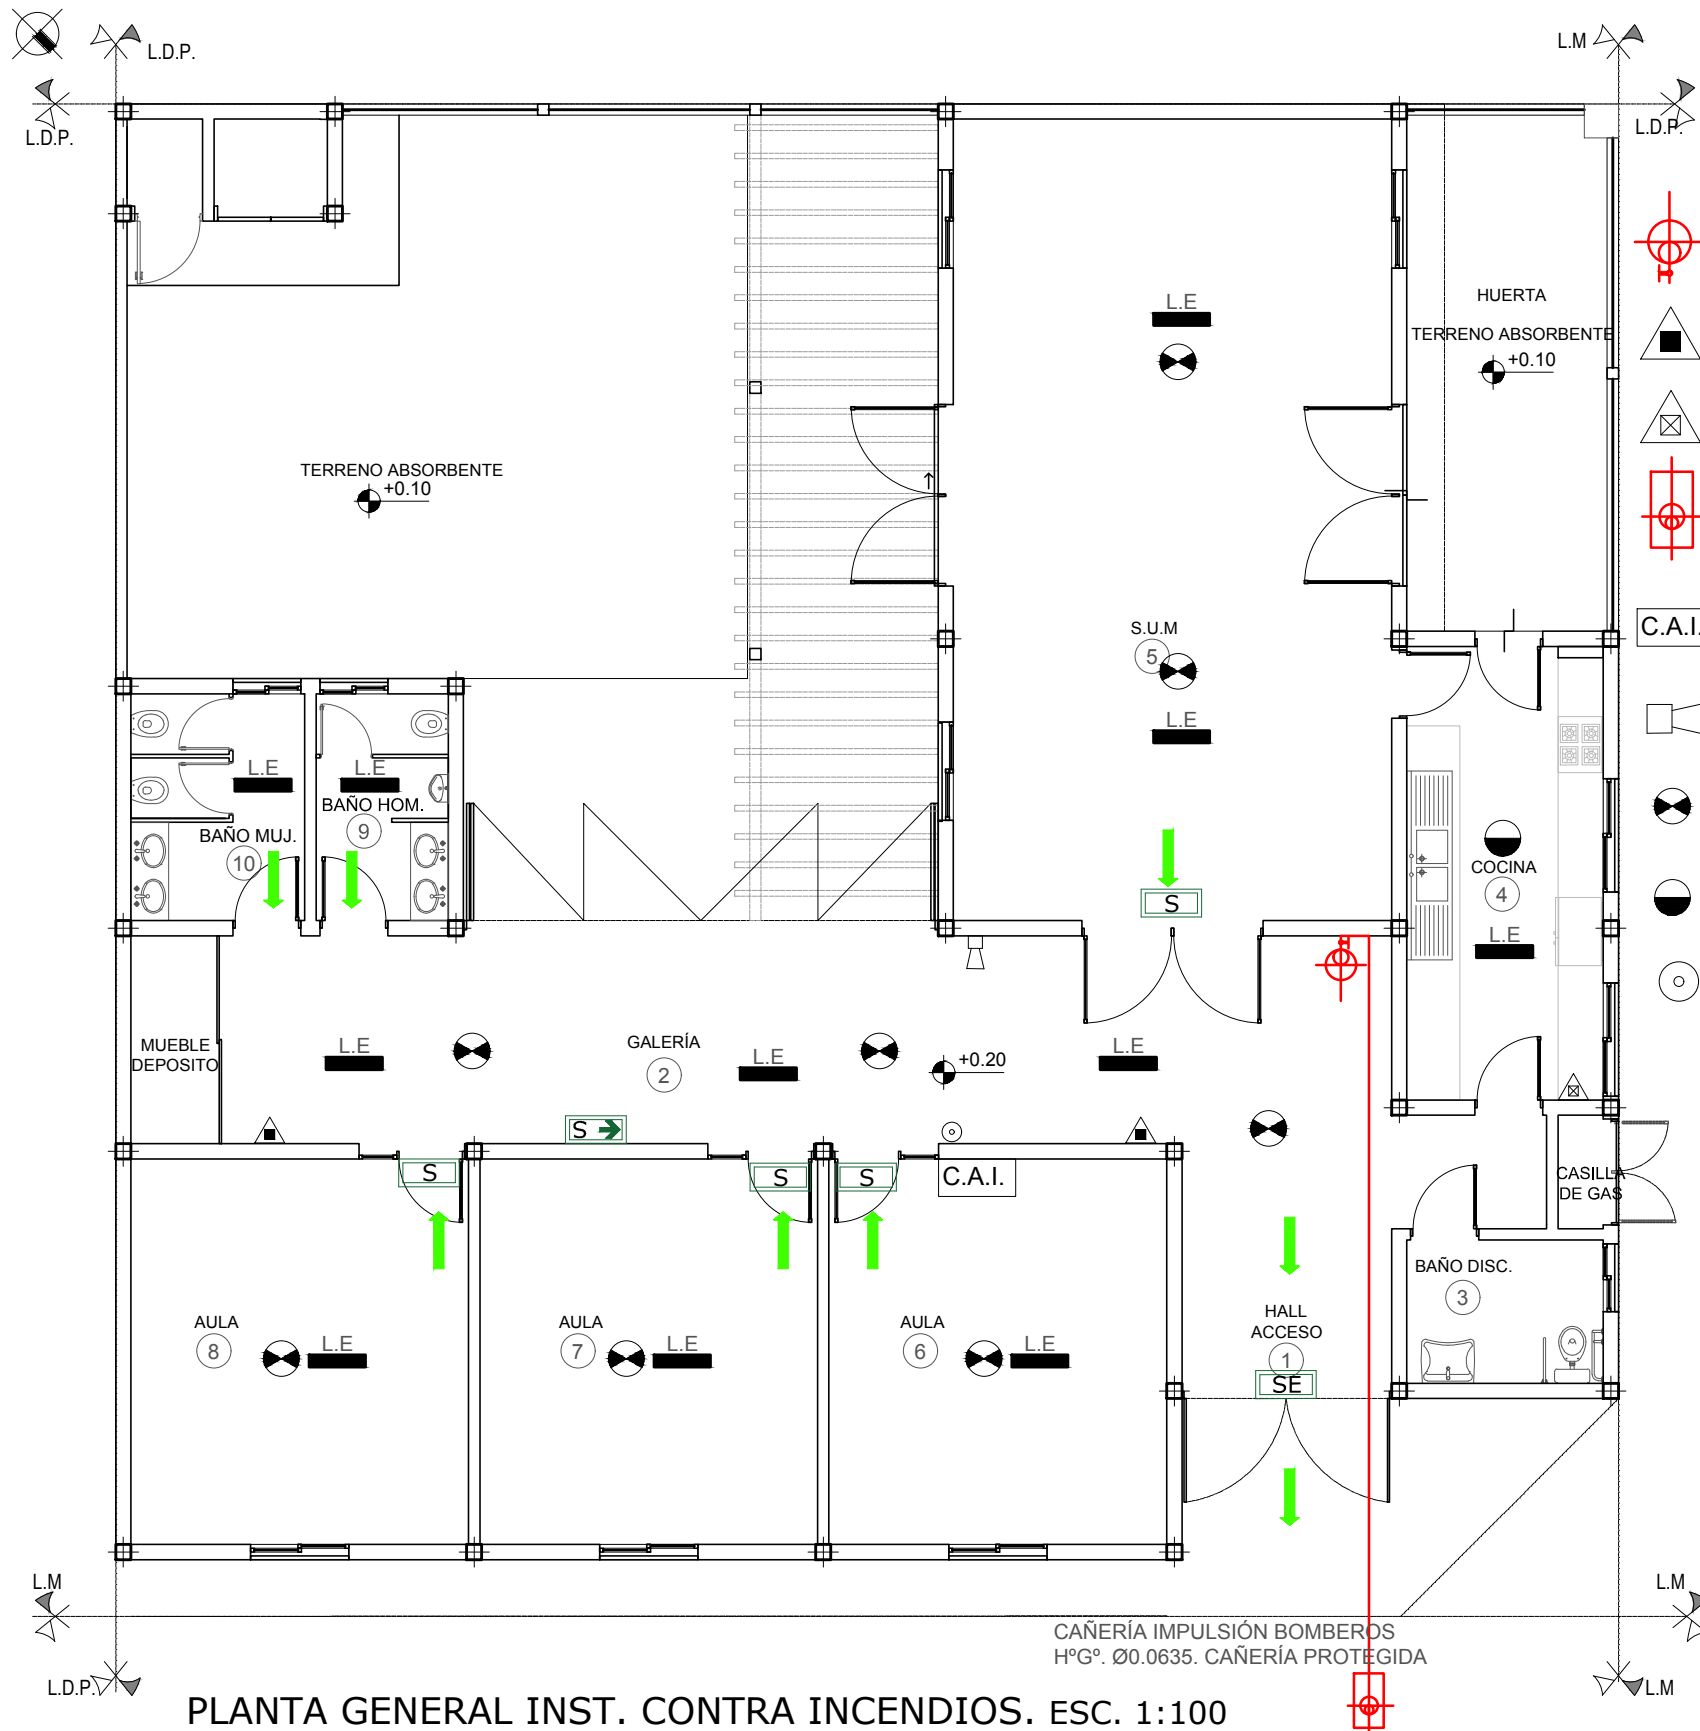 L.D.P.
L.M
L.D.P.
L.D.P.
HUERTA
L.E
TERRENO ABSORBENTE
+0.10
TERRENO ABSORBENTE
+0.10
C.A.I.
S.U.M
5
L.E
L.E
L.E
BAÑO HOM.
9
BAÑO MUJ.
10
COCINA
4
S
L.E
MUEBLE
DEPOSITO
L.E
GALERÍA
2
L.E
+0.20
L.E
S
S
S
S
C.A.I.
CASILLA
DE GAS
BAÑO DISC.
3
AULA
8
L.E
AULA
7
L.E
AULA
6
L.E
HALL
ACCESO
1
SE
L.M
L.M
CAÑERÍA IMPULSIÓN BOMBEROS
HºGº. Ø0.0635. CAÑERÍA PROTEGIDA
L.D.P.
L.M
PLANTA GENERAL INST. CONTRA INCENDIOS. ESC. 1:100